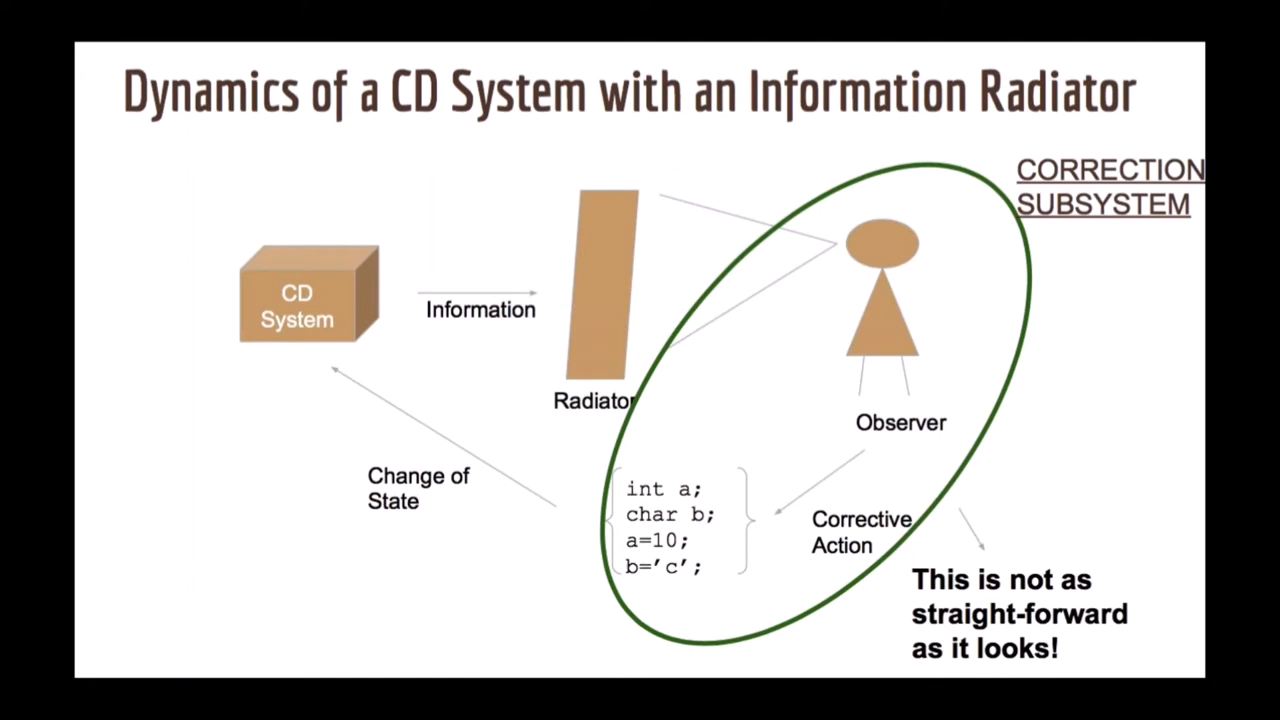 Dynamics of a CD System with an Information Radiator
CORRECTION
SUBSYSTEM
CD
System
Information
Radiator
Observer
Change of
State
int a;
char b;
a=10;
b=’c’;
Corrective
Action
This is not as
straight-forward
as it looks!